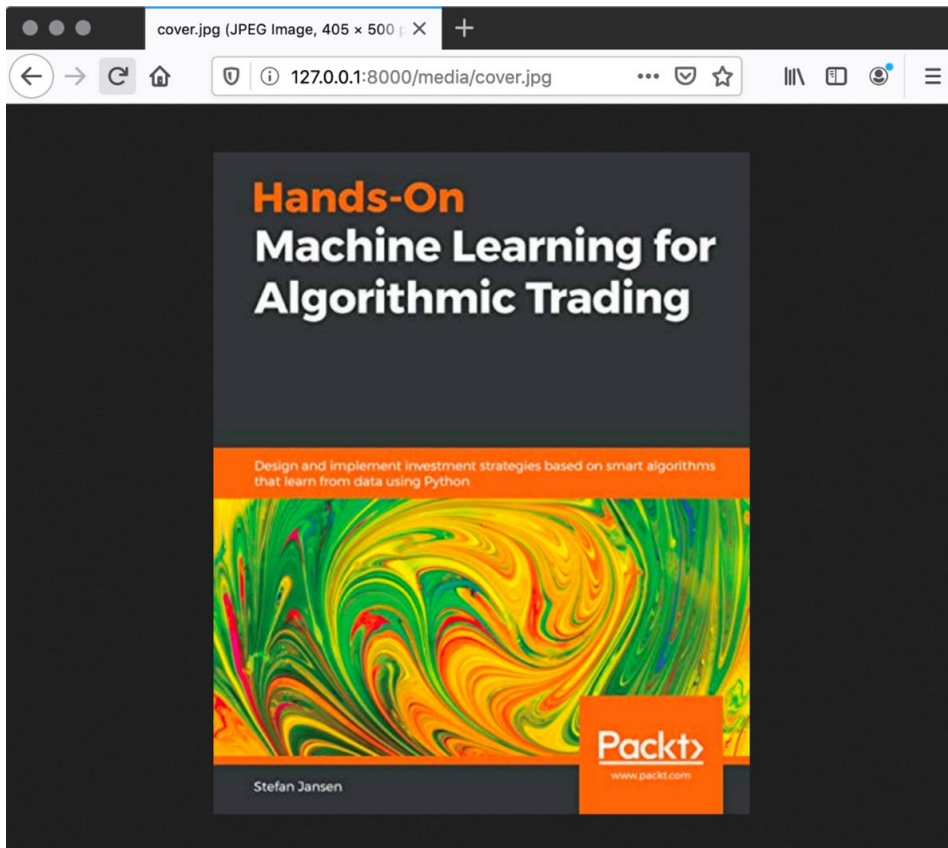 cover.jpg (JPEG Image, 405 × 500 p
127.0.0.1:8000/media/cover.jpg
Hands-On
Machine Learning for
Algorithmic Trading
Design and implement investment strategies based on smart algorithms
that learn from data using Python
Packt>
www.packt.com
Stefan Jansen